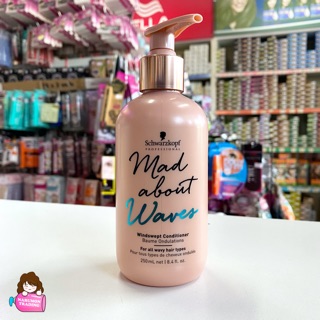 Schwarzkopf
PROFESSIONAL
Mad
about
Waves
Windswept Conditioner
Baume Ondulations
For all wavy hair types
Pour tous types de cheveux ondulés
250 ml, net | 8.4 fl. oz.